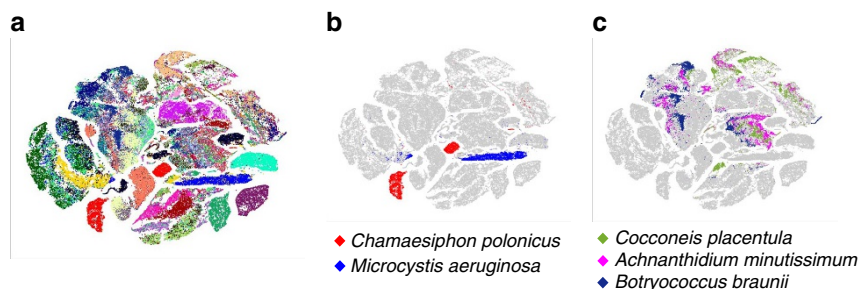 a
b
c
Chamaesiphon polonicus
Microcystis aeruginosa
Cocconeis placentula
Achnanthidium minutissimum
Botryococcus braunii